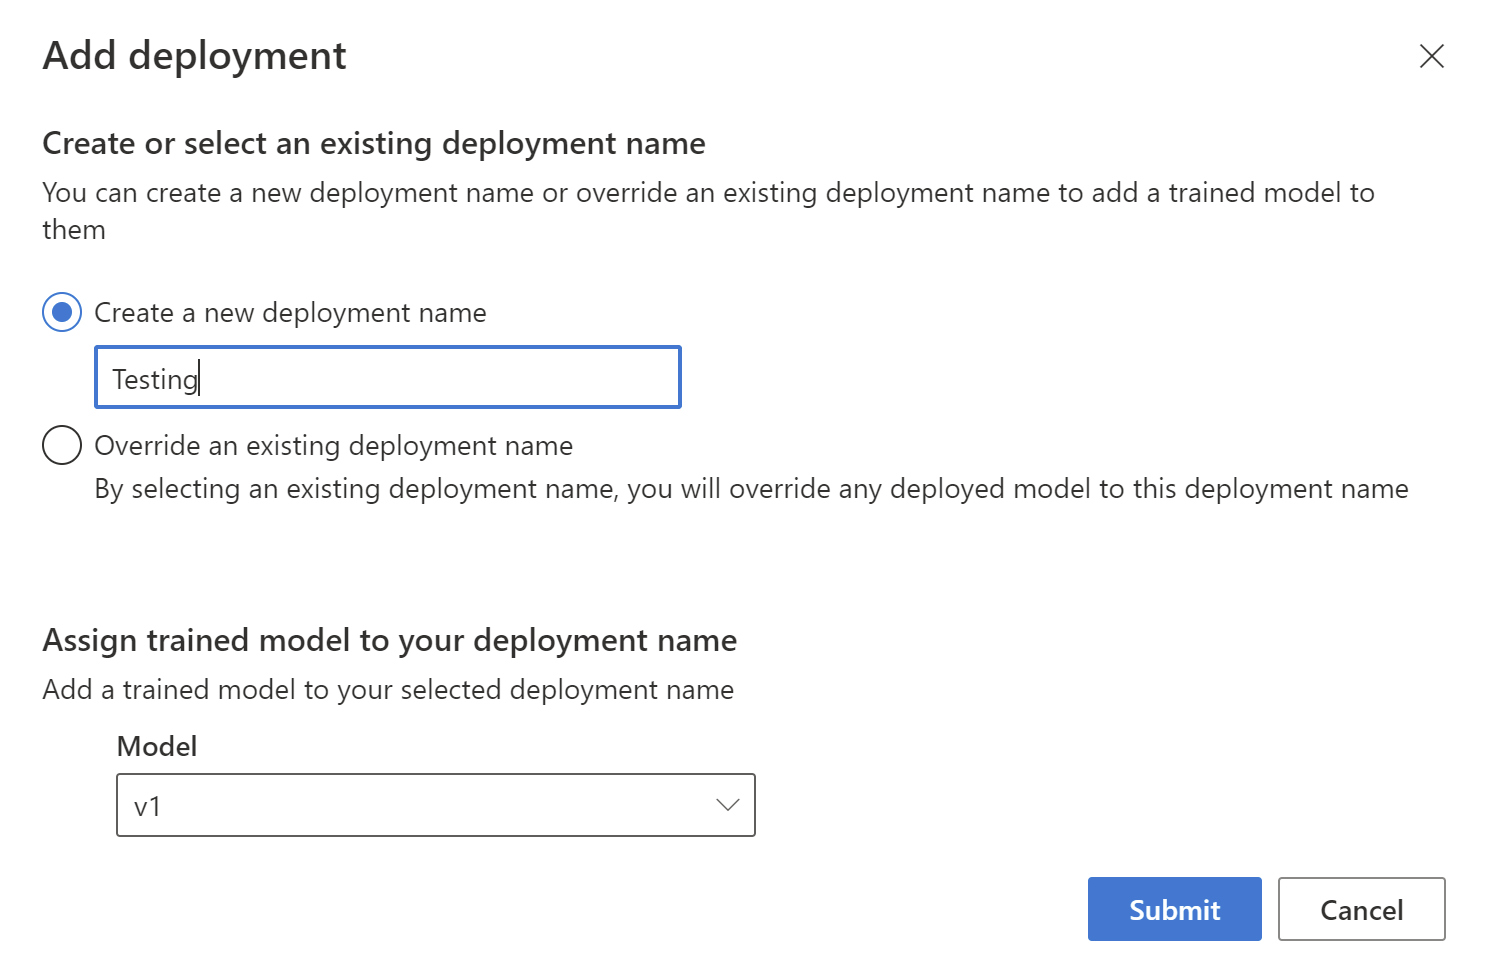 Add deployment
Create or select an existing deployment name
You can create a new deployment name or override an existing deployment name to add a trained model to
them
Create a new deployment name
Testing
Override an existing deployment name
By selecting an existing deployment name, you will override any deployed model to this deployment name
Assign trained model to your deployment name
Add a trained model to your selected deployment name
Model
v1
Submit
Cancel